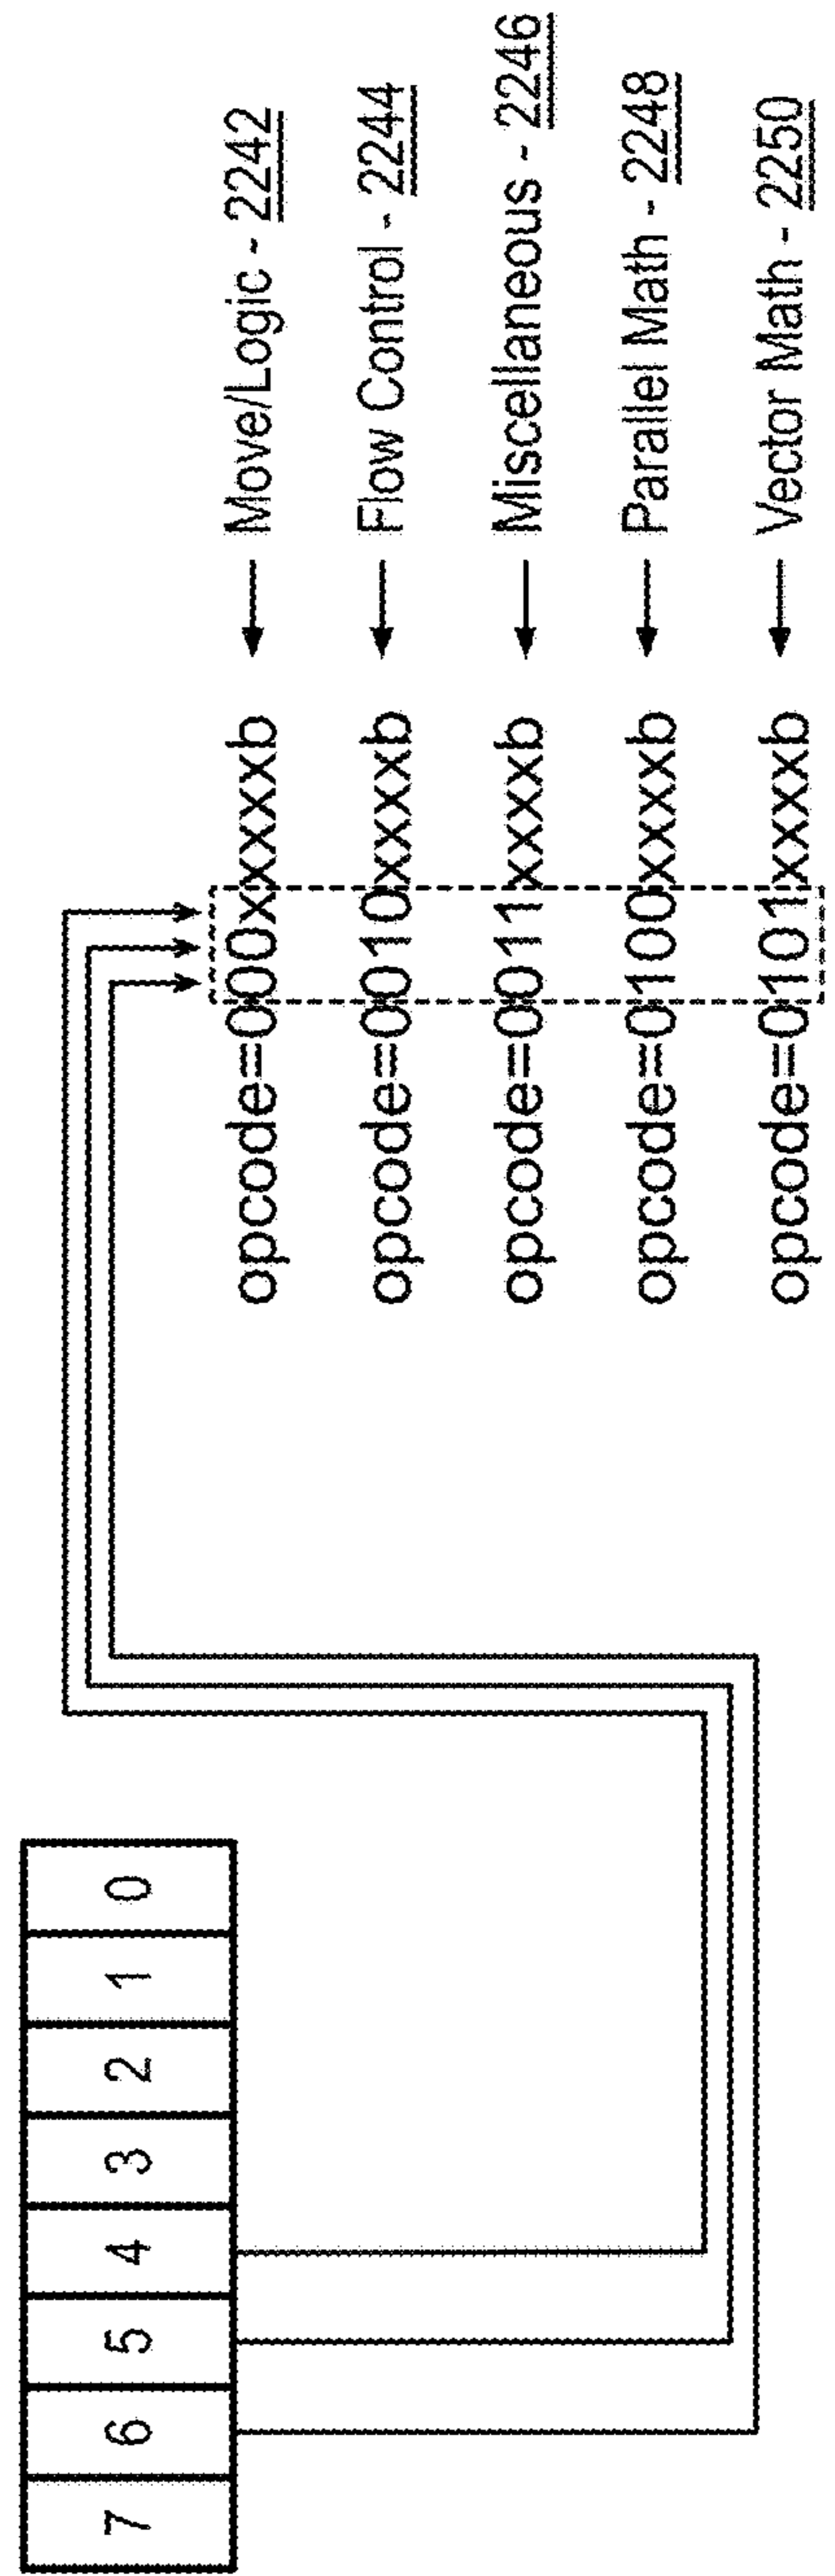 7 6 5 4 3 2 1 0
opcode=000xxxxxb Move/Logic - 2242
opcode=0010xxxxb Flow Control - 2244
opcode=0011xxxxb Miscellaneous - 2246
opcode=0100xxxxb Parallel Math - 2248
opcode=0101xxxxb Vector Math - 2250